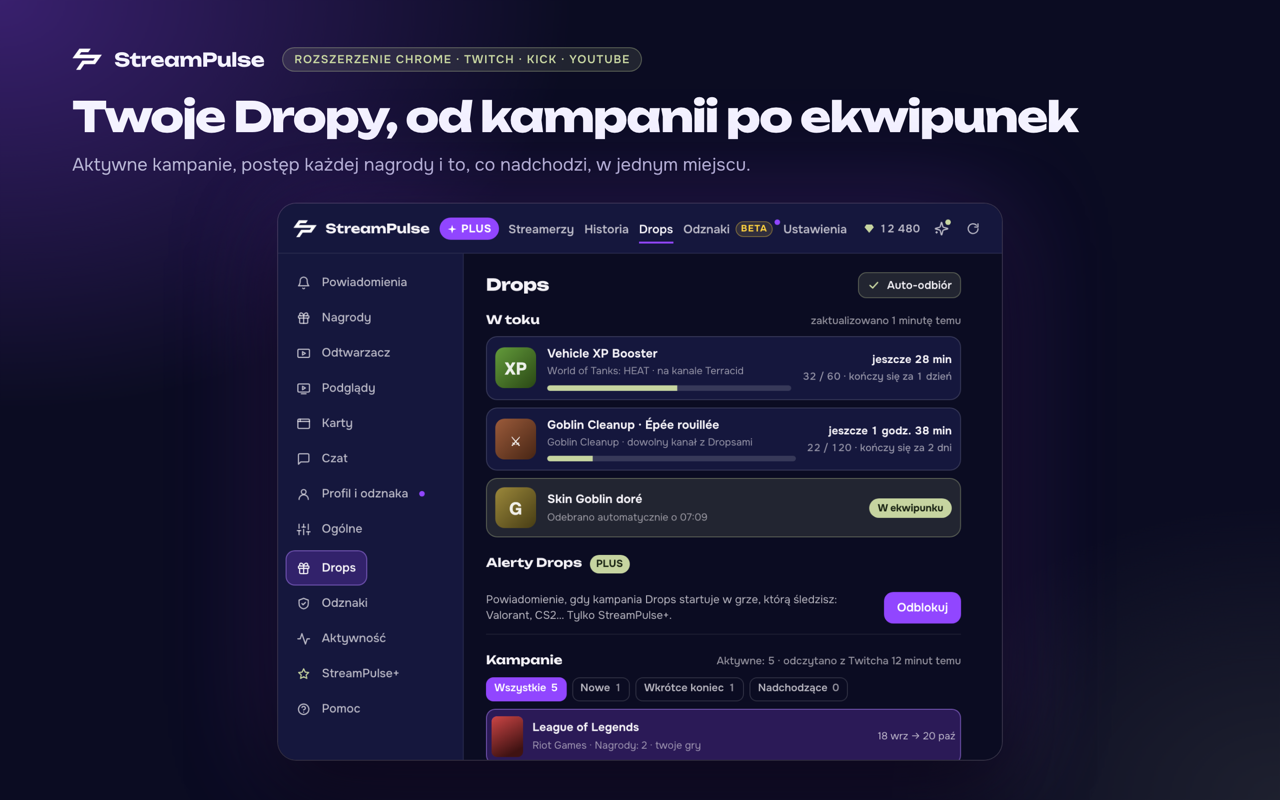 StreamPulse
ROZSZERZENIE CHROME · TWITCH · KICK · YOUTUBE
Twoje Dropy, od kampanii po ekwipunek
Aktywne kampanie, postęp każdej nagrody i to, co nadchodzi, w jednym miejscu.
StreamPulse
PLUS
Streamerzy
Historia
Drops
Odznaki
BETA
Ustawienia
12 480
Powiadomienia
Nagrody
Odtwarzacz
Podglądy
Karty
Czat
Profil i odznaka
Ogólne
Drops
Odznaki
Aktywność
StreamPulse+
Pomoc
Drops
Auto-odbiór
W toku
zaktualizowano 1 minutę temu
XP
Vehicle XP Booster
World of Tanks: HEAT · na kanale Terracid
jeszcze 28 min
32 / 60 · kończy się za 1 dzień
Goblin Cleanup · Épée rouillée
Goblin Cleanup · dowolny kanał z Dropsami
jeszcze 1 godz. 38 min
22 / 120 · kończy się za 2 dni
G
Skin Goblin doré
Odebrano automatycznie o 07:09
W ekwipunku
Alerty Drops
PLUS
Powiadomienie, gdy kampania Drops startuje w grze, którą śledzisz:
Valorant, CS2... Tylko StreamPulse+.
Odblokuj
Kampanie
Aktywne: 5 · odczytano z Twitcha 12 minut temu
Wszystkie 5
Nowe 1
Wkrótce koniec 1
Nadchodzące 0
League of Legends
Riot Games · Nagrody: 2 · twoje gry
18 wrz → 20 paź